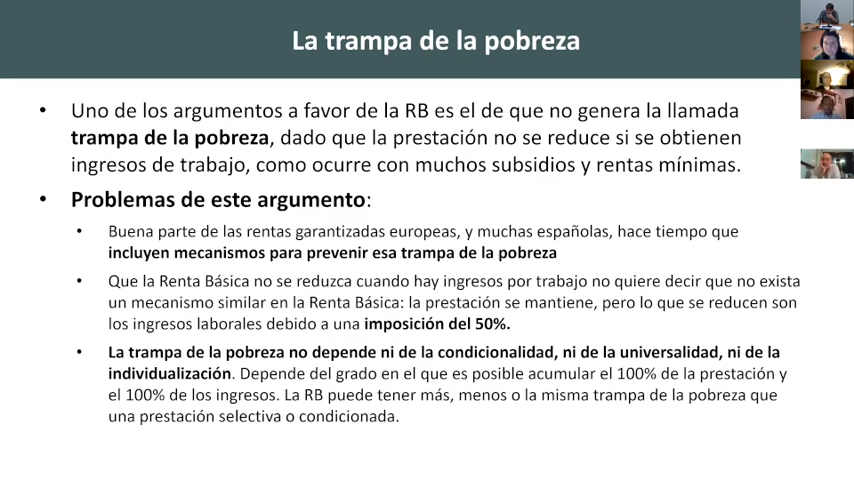 La trampa de la pobreza
• Uno de los argumentos a favor de la RB es el de que no genera la llamada
trampa de la pobreza, dado que la prestación no se reduce si se obtienen
ingresos de trabajo, como ocurre con muchos subsidios y rentas mínimas.
• Problemas de este argumento:
• Buena parte de las rentas garantizadas europeas, y muchas españolas, hace tiempo que
incluyen mecanismos para prevenir esa trampa de la pobreza
• Que la Renta Básica no se reduzca cuando hay ingresos por trabajo no quiere decir que no exista
un mecanismo similar en la Renta Básica: la prestación se mantiene, pero lo que se reducen son
los ingresos laborales debido a una imposición del 50%.
• La trampa de la pobreza no depende ni de la condicionalidad, ni de la universalidad, ni de la
individualización. Depende del grado en el que es posible acumular el 100% de la prestación y
el 100% de los ingresos. La RB puede tener más, menos o la misma trampa de la pobreza que
una prestación selectiva o condicionada.